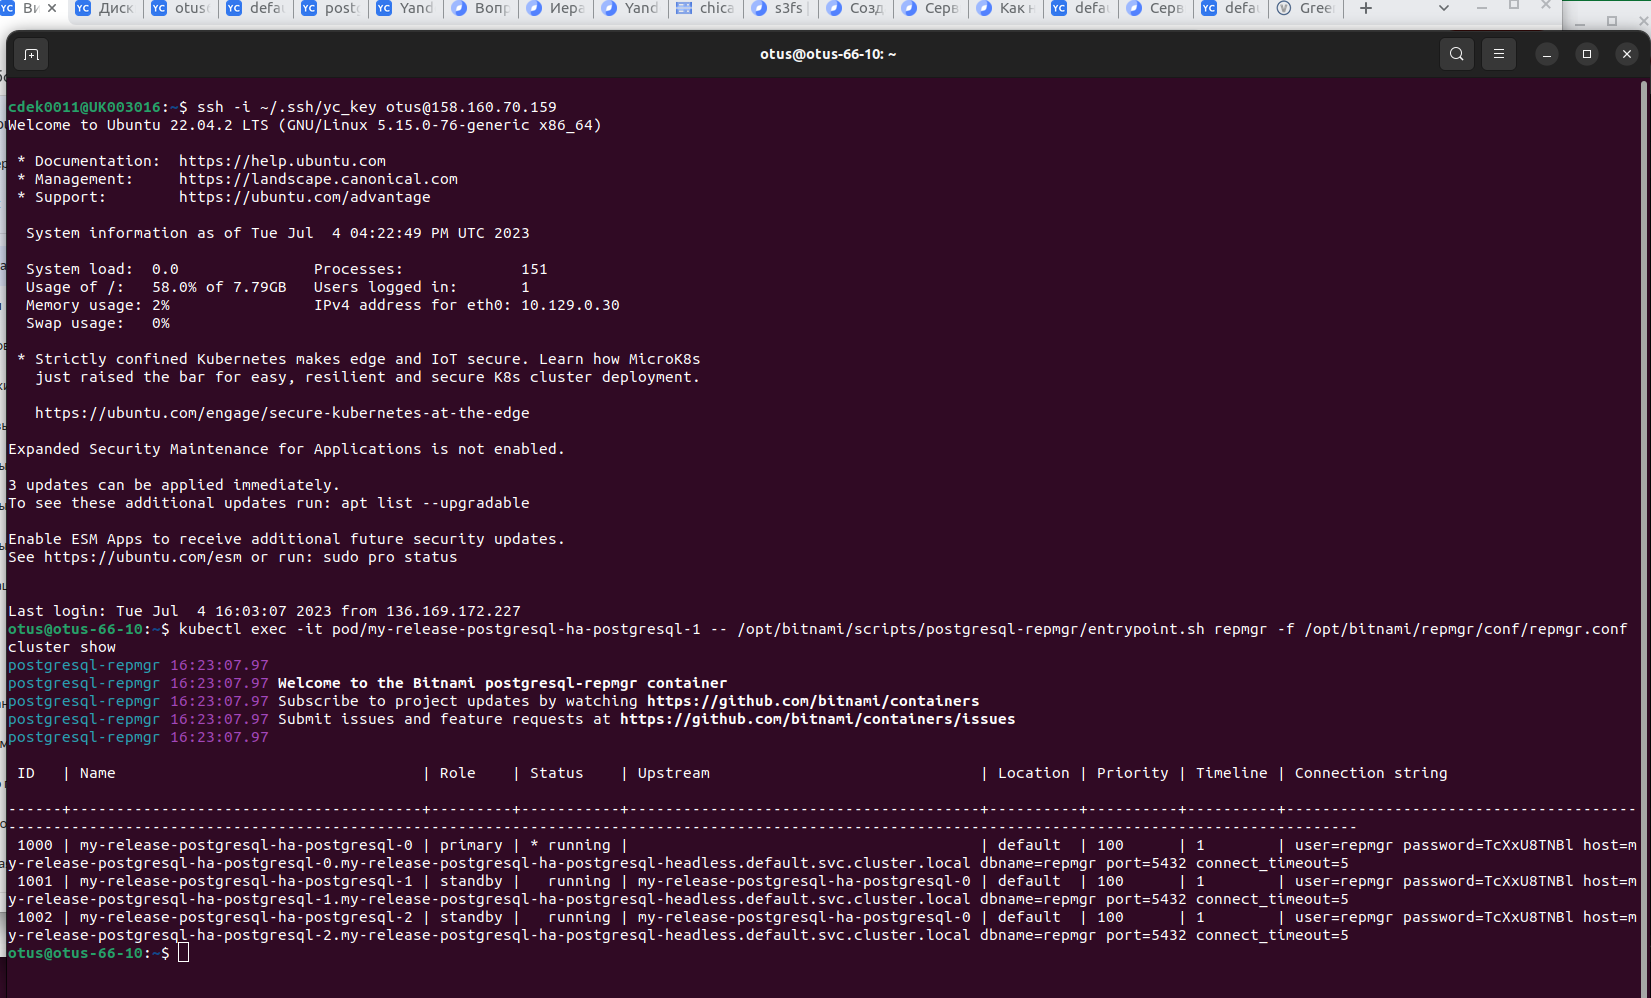 YC Ви YC Диск YC otus YC defau YC postg YC Yand Вопр Иера Yand chica s3fs Созд Серв Как н YC defau Серв YC defau Gree
otus@otus-66-10: ~
cdek0011@UK003016:~$ ssh -i ~/.ssh/yc_key otus@158.160.70.159
Welcome to Ubuntu 22.04.2 LTS (GNU/Linux 5.15.0-76-generic x86_64)
* Documentation:  https://help.ubuntu.com
* Management:     https://landscape.canonical.com
* Support:        https://ubuntu.com/advantage
System information as of Tue Jul  4 04:22:49 PM UTC 2023
System load:  0.0               Processes:             151
Usage of /:   58.0% of 7.79GB   Users logged in:       1
Memory usage: 2%                IPv4 address for eth0: 10.129.0.30
Swap usage:   0%
* Strictly confined Kubernetes makes edge and IoT secure. Learn how MicroK8s
just raised the bar for easy, resilient and secure K8s cluster deployment.
https://ubuntu.com/engage/secure-kubernetes-at-the-edge
Expanded Security Maintenance for Applications is not enabled.
3 updates can be applied immediately.
To see these additional updates run: apt list --upgradable
Enable ESM Apps to receive additional future security updates.
See https://ubuntu.com/esm or run: sudo pro status
Last login: Tue Jul  4 16:03:07 2023 from 136.169.172.227
otus@otus-66-10:~$ kubectl exec -it pod/my-release-postgresql-ha-postgresql-1 -- /opt/bitnami/scripts/postgresql-repmgr/entrypoint.sh repmgr -f /opt/bitnami/repmgr/conf/repmgr.conf
cluster show
postgresql-repmgr 16:23:07.97
postgresql-repmgr 16:23:07.97 Welcome to the Bitnami postgresql-repmgr container
postgresql-repmgr 16:23:07.97 Subscribe to project updates by watching https://github.com/bitnami/containers
postgresql-repmgr 16:23:07.97 Submit issues and feature requests at https://github.com/bitnami/containers/issues
postgresql-repmgr 16:23:07.97
ID   | Name                                  | Role    | Status    | Upstream                              | Location | Priority | Timeline | Connection string
1000 | my-release-postgresql-ha-postgresql-0 | primary | * running |                                       | default  | 100      | 1        | user=repmgr password=TcXxU8TNBl host=m
y-release-postgresql-ha-postgresql-0.my-release-postgresql-ha-postgresql-headless.default.svc.cluster.local dbname=repmgr port=5432 connect_timeout=5
1001 | my-release-postgresql-ha-postgresql-1 | standby |   running | my-release-postgresql-ha-postgresql-0 | default  | 100      | 1        | user=repmgr password=TcXxU8TNBl host=m
y-release-postgresql-ha-postgresql-1.my-release-postgresql-ha-postgresql-headless.default.svc.cluster.local dbname=repmgr port=5432 connect_timeout=5
1002 | my-release-postgresql-ha-postgresql-2 | standby |   running | my-release-postgresql-ha-postgresql-0 | default  | 100      | 1        | user=repmgr password=TcXxU8TNBl host=m
y-release-postgresql-ha-postgresql-2.my-release-postgresql-ha-postgresql-headless.default.svc.cluster.local dbname=repmgr port=5432 connect_timeout=5
otus@otus-66-10:~$